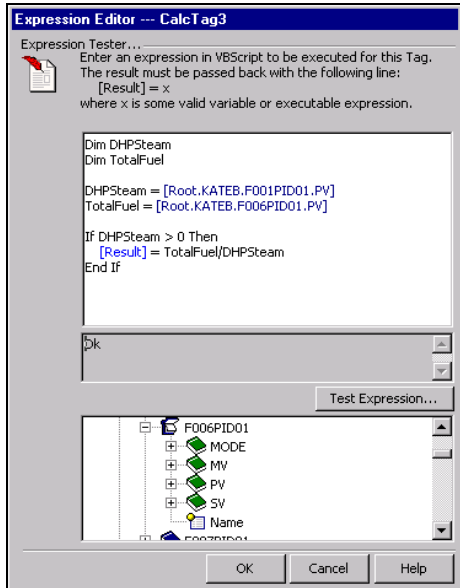 Expression Editor --- CalcTag3
Expression Tester...
Enter an expression in VBScript to be executed for this Tag.
The result must be passed back with the following line:
[Result] = x
where x is some valid variable or executable expression.
Dim DHPSteam
Dim TotalFuel
DHPSteam = [Root.KATEB.F001PID01.PV]
TotalFuel = [Root.KATEB.F006PID01.PV]
If DHPSteam > 0 Then
[Result] = TotalFuel/DHPSteam
End If
Ok
Test Expression...
F006PID01
MODE
MV
PV
SV
Name
F007PID01
OK Cancel Help